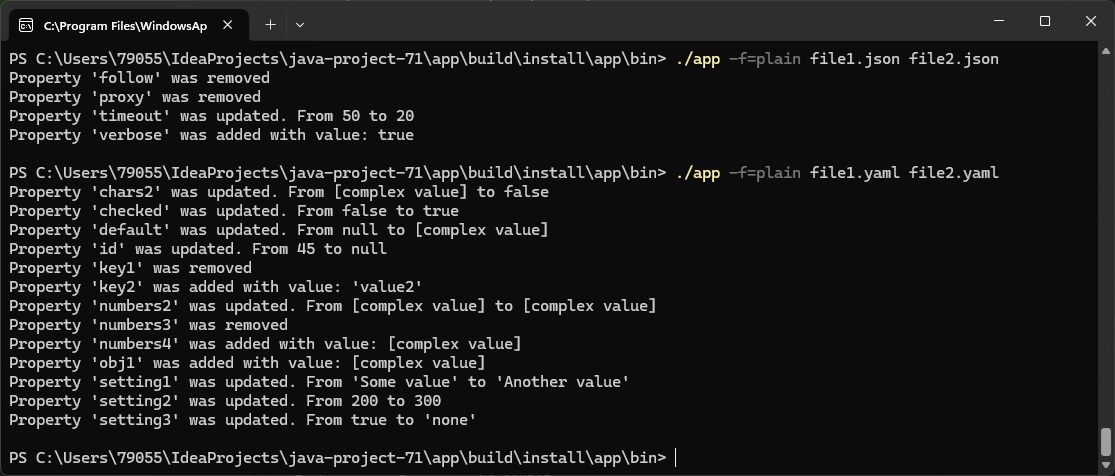 C:\Program Files\WindowsAp
PS C:\Users\79055\IdeaProjects\java-project-71\app\build\install\app\bin> ./app -f=plain file1.json file2.json
Property 'follow' was removed
Property 'proxy' was removed
Property 'timeout' was updated. From 50 to 20
Property 'verbose' was added with value: true
PS C:\Users\79055\IdeaProjects\java-project-71\app\build\install\app\bin> ./app -f=plain file1.yaml file2.yaml
Property 'chars2' was updated. From [complex value] to false
Property 'checked' was updated. From false to true
Property 'default' was updated. From null to [complex value]
Property 'id' was updated. From 45 to null
Property 'key1' was removed
Property 'key2' was added with value: 'value2'
Property 'numbers2' was updated. From [complex value] to [complex value]
Property 'numbers3' was removed
Property 'numbers4' was added with value: [complex value]
Property 'obj1' was added with value: [complex value]
Property 'setting1' was updated. From 'Some value' to 'Another value'
Property 'setting2' was updated. From 200 to 300
Property 'setting3' was updated. From true to 'none'
PS C:\Users\79055\IdeaProjects\java-project-71\app\build\install\app\bin>